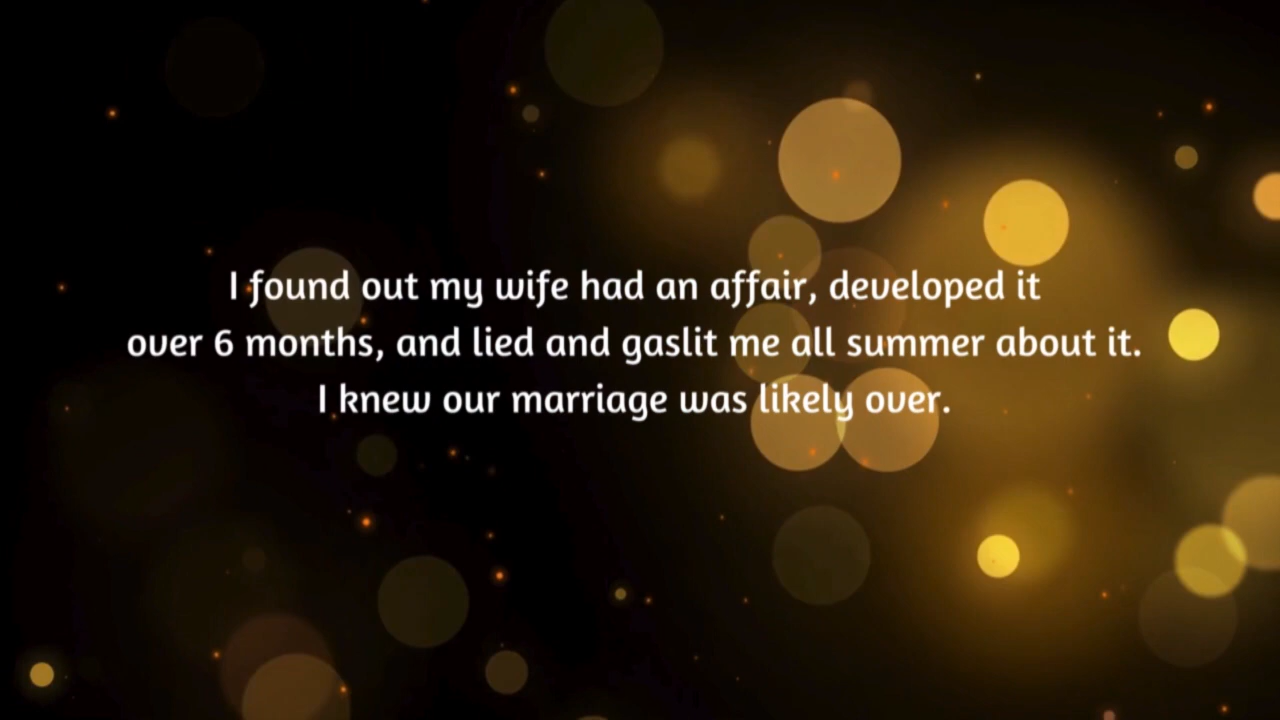 I found out my wife had an affair, developed it
over 6 months, and lied and gaslit me all summer about it.
I knew our marriage was likely over.